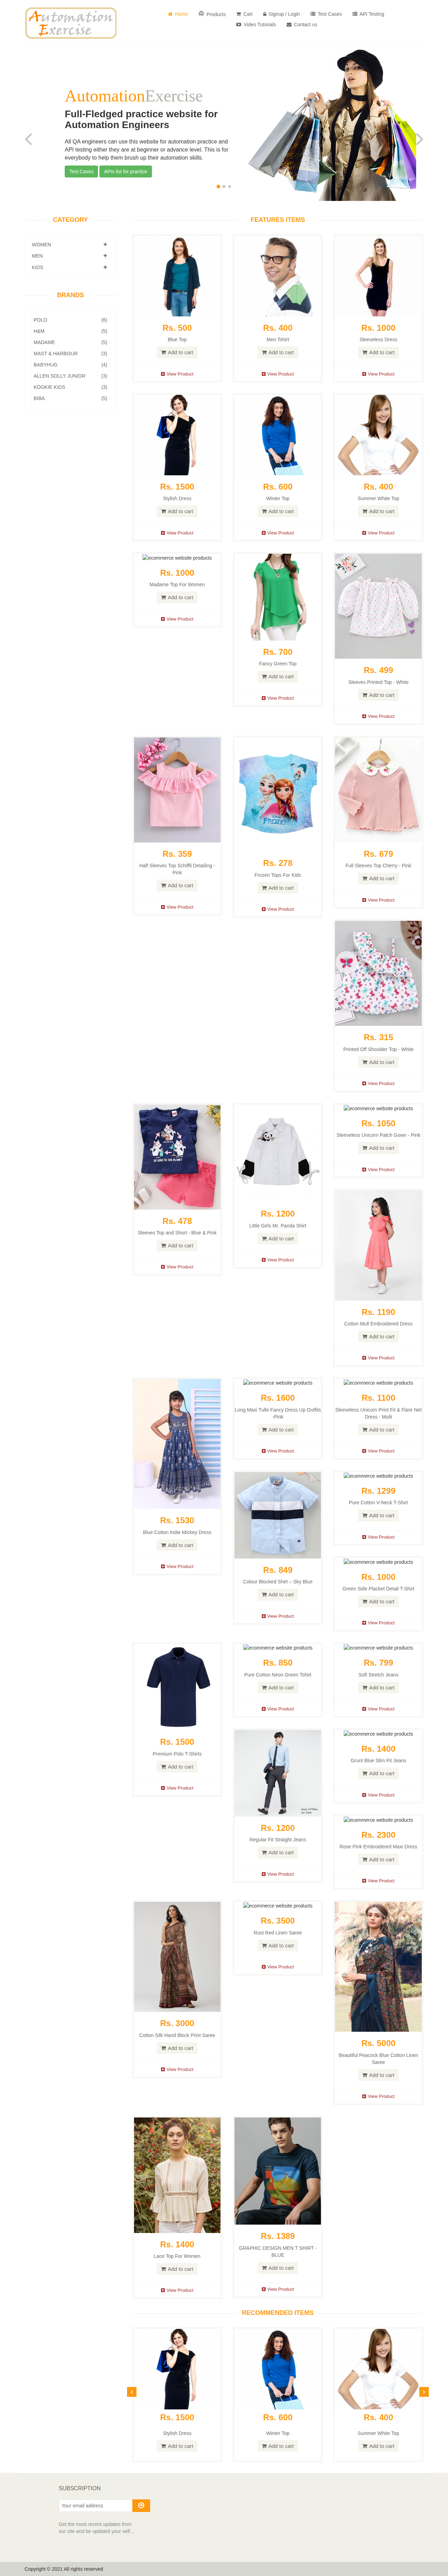 Automation
Exercise
Home
Products
Cart
Signup / Login
Test Cases
API Testing
Video Tutorials
Contact us
AutomationExercise
Full-Fledged practice website for
Automation Engineers
All QA engineers can use this website for automation practice and
API testing either they are at beginner or advance level. This is for
everybody to help them brush up their automation skills.
Test Cases
APIs list for practice
CATEGORY
WOMEN
MEN
KIDS
BRANDS
POLO (6)
H&M (5)
MADAME (5)
MAST & HARBOUR (3)
BABYHUG (4)
ALLEN SOLLY JUNIOR (3)
KOOKIE KIDS (3)
BIBA (5)
FEATURES ITEMS
Rs. 500
Blue Top
Add to cart
View Product
Rs. 400
Men Tshirt
Add to cart
View Product
Rs. 1000
Sleeveless Dress
Add to cart
View Product
Rs. 1500
Stylish Dress
Add to cart
View Product
Rs. 600
Winter Top
Add to cart
View Product
Rs. 400
Summer White Top
Add to cart
View Product
ecommerce website products
Rs. 1000
Madame Top For Women
Add to cart
View Product
Rs. 700
Fancy Green Top
Add to cart
View Product
Rs. 499
Sleeves Printed Top - White
Add to cart
View Product
Rs. 359
Half Sleeves Top Schiffli Detailing -
Pink
Add to cart
View Product
FROZEN
Rs. 278
Frozen Tops For Kids
Add to cart
View Product
Rs. 679
Full Sleeves Top Cherry - Pink
Add to cart
View Product
Rs. 315
Printed Off Shoulder Top - White
Add to cart
View Product
Rs. 478
Sleeves Top and Short - Blue & Pink
Add to cart
View Product
Rs. 1200
Little Girls Mr. Panda Shirt
Add to cart
View Product
ecommerce website products
Rs. 1050
Sleeveless Unicorn Patch Gown - Pink
Add to cart
View Product
Rs. 1190
Cotton Mull Embroidered Dress
Add to cart
View Product
Rs. 1530
Blue Cotton Indie Mickey Dress
Add to cart
View Product
ecommerce website products
Rs. 1600
Long Maxi Tulle Fancy Dress Up Outfits
-Pink
Add to cart
View Product
ecommerce website products
Rs. 1100
Sleeveless Unicorn Print Fit & Flare Net
Dress - Multi
Add to cart
View Product
Rs. 849
Colour Blocked Shirt – Sky Blue
Add to cart
View Product
ecommerce website products
Rs. 1299
Pure Cotton V-Neck T-Shirt
Add to cart
View Product
ecommerce website products
Rs. 1000
Green Side Placket Detail T-Shirt
Add to cart
View Product
Rs. 1500
Premium Polo T-Shirts
Add to cart
View Product
ecommerce website products
Rs. 850
Pure Cotton Neon Green Tshirt
Add to cart
View Product
ecommerce website products
Rs. 799
Soft Stretch Jeans
Add to cart
View Product
Rs. 1200
Regular Fit Straight Jeans
Add to cart
View Product
ecommerce website products
Rs. 1400
Grunt Blue Slim Fit Jeans
Add to cart
View Product
ecommerce website products
Rs. 2300
Rose Pink Embroidered Maxi Dress
Add to cart
View Product
Rs. 3000
Cotton Silk Hand Block Print Saree
Add to cart
View Product
ecommerce website products
Rs. 3500
Rust Red Linen Saree
Add to cart
View Product
Rs. 5000
Beautiful Peacock Blue Cotton Linen
Saree
Add to cart
View Product
Rs. 1400
Lace Top For Women
Add to cart
View Product
Rs. 1389
GRAPHIC DESIGN MEN T SHIRT -
BLUE
Add to cart
View Product
RECOMMENDED ITEMS
Rs. 1500
Stylish Dress
Add to cart
Rs. 600
Winter Top
Add to cart
Rs. 400
Summer White Top
Add to cart
SUBSCRIPTION
Your email address
Get the most recent updates from
our site and be updated your self...
Copyright © 2021 All rights reserved